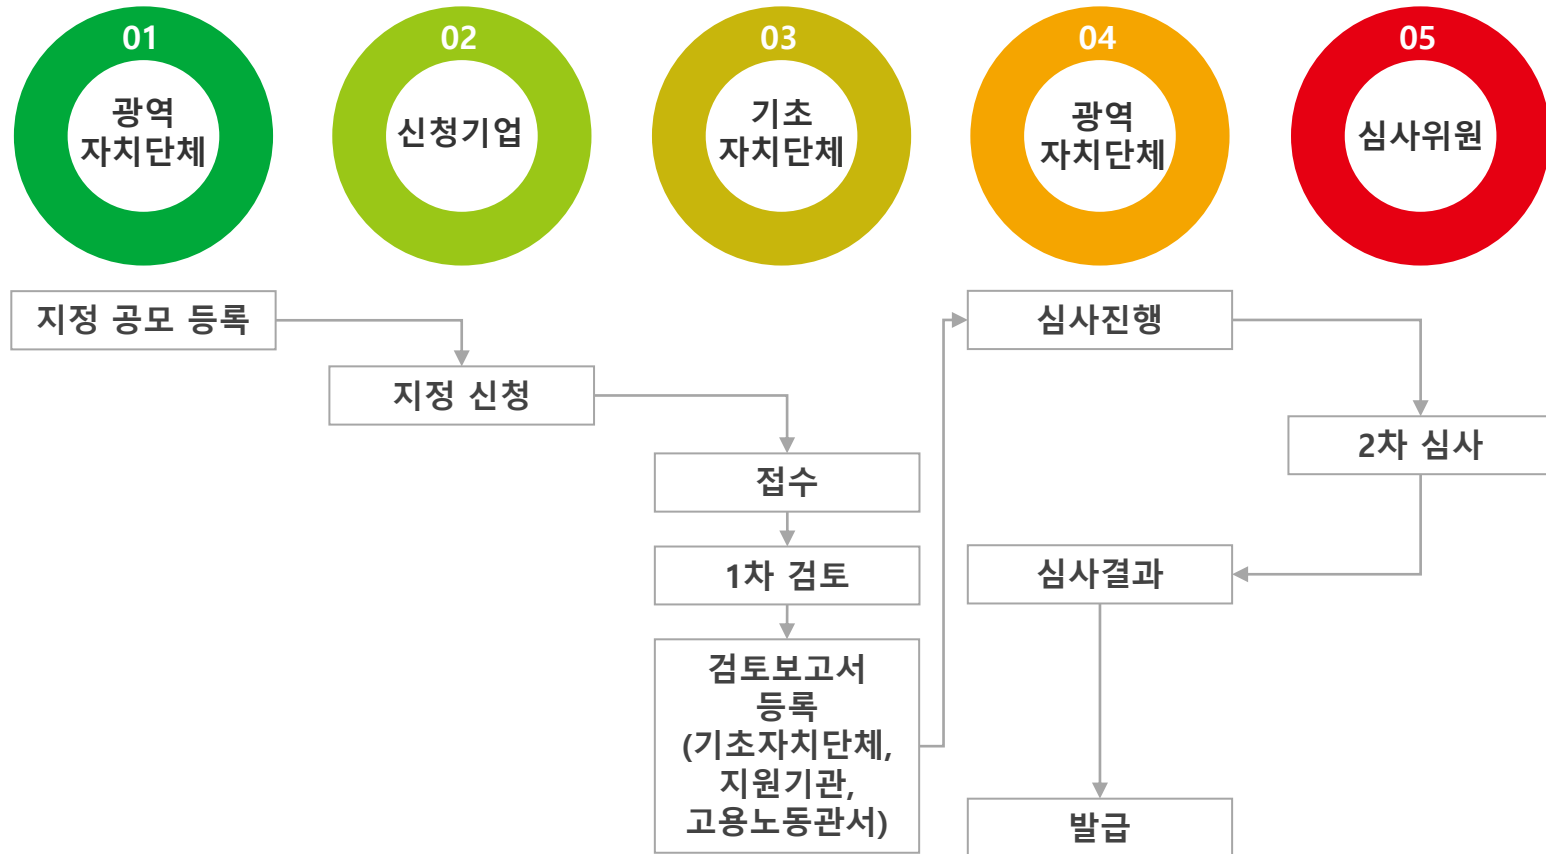 01
광역
자치단체
02
신청기업
03
기초
자치단체
04
광역
자치단체
05
심사위원
지정 공모 등록
지정 신청
접수
1차 검토
검토보고서
등록
(기초자치단체,
지원기관,
고용노동관서)
심사진행
2차 심사
심사결과
발급